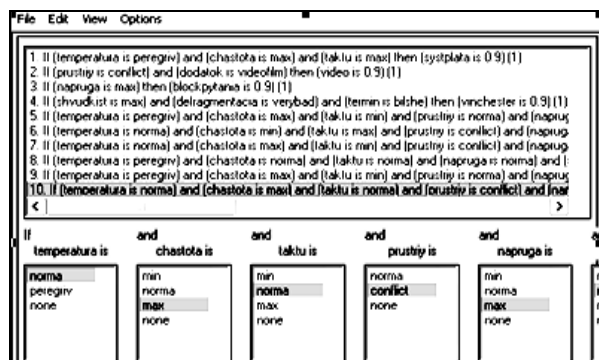 File Edit View Options
1. If (temperatura is peregriv) and (chastota is max) and (taktu is max) then (systplata is 0.9) (1)
2. If (prustriy is conflict) and (dodatok is videofilm) then (video is 0.9) (1)
3. If (napruga is max) then (blockpytania is 0.9) (1)
4. If (shvudkist is max) and (defragmentacia is verybad) and (termin is bilshe) then (vinchester is 0.9) (1)
5. If (temperatura is peregriv) and (chastota is max) and (taktu is min) and (prustriy is norma) and (naprug
6. If (temperatura is norma) and (chastota is min) and (taktu is max) and (prustriy is conflict) and (naprug
7. If (temperatura is norma) and (chastota is max) and (taktu is min) and (prustriy is conflict) and (naprug
8. If (temperatura is peregriv) and (chastota is norma) and (taktu is norma) and (napruga is norma) and (
9. If (temperatura is peregriv) and (chastota is max) and (taktu is min) and (prustriy is norma) and (naprug
10. If (temperatura is norma) and (chastota is max) and (taktu is norma) and (prustriy is conflict) and (nap
If and and and and
temperatura is chastota is taktu is prustriy is napruga is
norma min min norma min
peregriv norma norma conflict norma
none max max none max
none none none